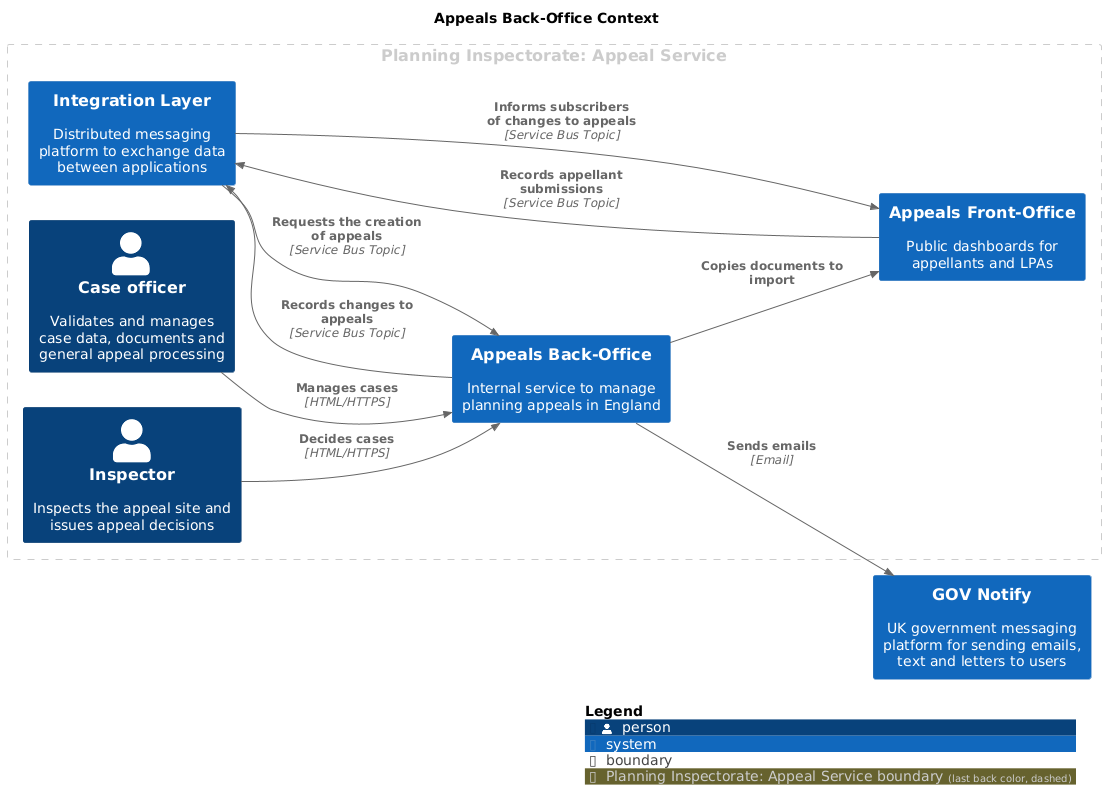 Appeals Back-Office Context
Planning Inspectorate: Appeal Service
Integration Layer
Distributed messaging
platform to exchange data
between applications
Informs subscribers
of changes to appeals
[Service Bus Topic]
Records appellant
submissions
[Service Bus Topic]
Appeals Front-Office
Public dashboards for
appellants and LPAs
Requests the creation
of appeals
[Service Bus Topic]
Case officer
Validates and manages
case data, documents and
general appeal processing
Copies documents to
import
Records changes to
appeals
[Service Bus Topic]
Appeals Back-Office
Internal service to manage
planning appeals in England
Manages cases
[HTML/HTTPS]
Decides cases
[HTML/HTTPS]
Inspector
Inspects the appeal site and
issues appeal decisions
Sends emails
[Email]
GOV Notify
UK government messaging
platform for sending emails,
text and letters to users
Legend
person
system
boundary
Planning Inspectorate: Appeal Service boundary (last back color, dashed)